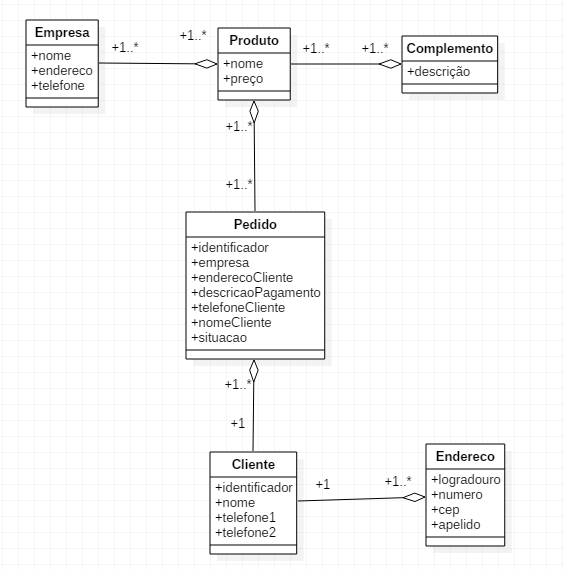 Empresa
+nome
+endereco
+telefone
+1..*
+1..*
Produto
+nome
+preço
+1..*
+1..*
Complemento
+descrição
+1..*
+1..*
Pedido
+identificador
+empresa
+enderecoCliente
+descricaoPagamento
+telefoneCliente
+nomeCliente
+situacao
+1..*
+1
Cliente
+identificador
+nome
+telefone1
+telefone2
+1
+1..*
Endereco
+logradouro
+numero
+cep
+apelido